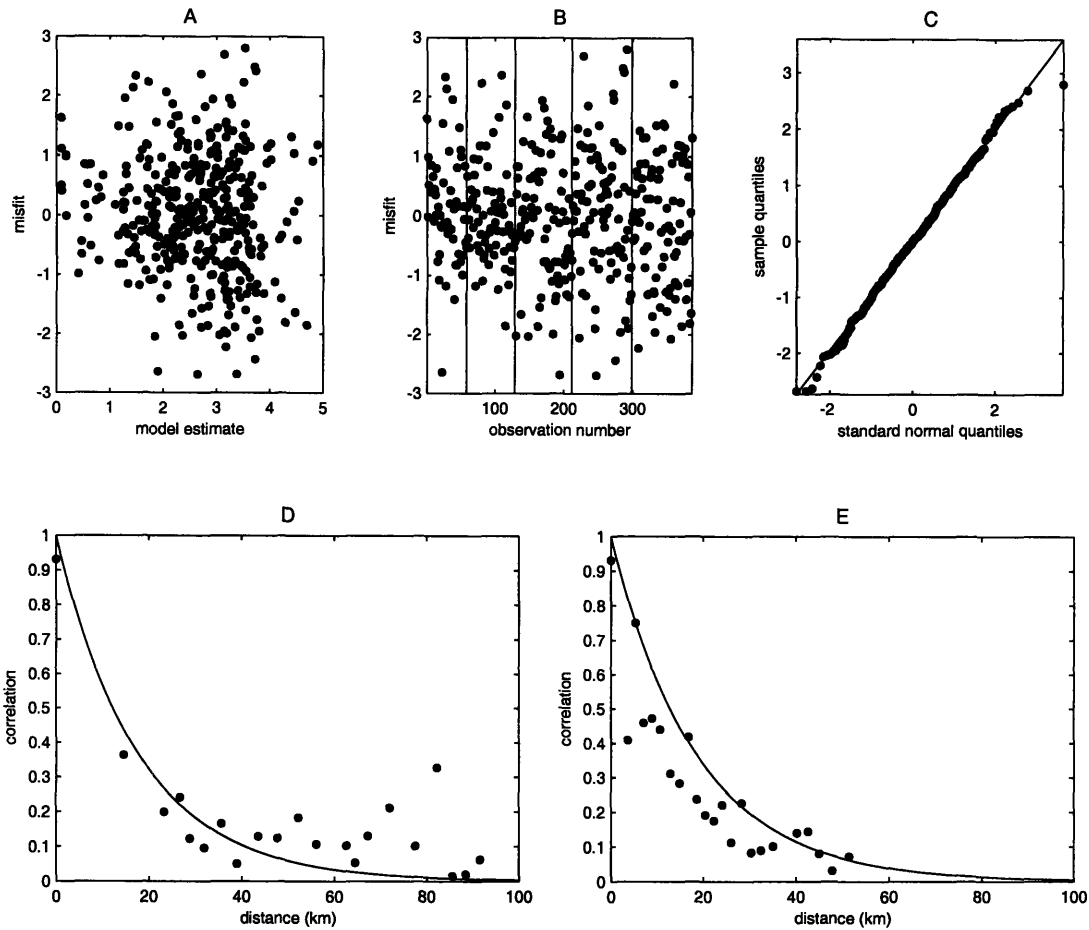 A
3
2
1
0
-1
-2
-3
misfit
0 1 2 3 4 5
model estimate
B
3
2
1
0
-1
-2
-3
misfit
100 200 300
observation number
C
3
2
1
0
-1
-2
sample quantiles
-2 0 2
standard normal quantiles
D
1
0.9
0.8
0.7
0.6
0.5
0.4
0.3
0.2
0.1
0
correlation
0 20 40 60 80 100
distance (km)
E
1
0.9
0.8
0.7
0.6
0.5
0.4
0.3
0.2
0.1
0
correlation
0 20 40 60 80 100
distance (km)